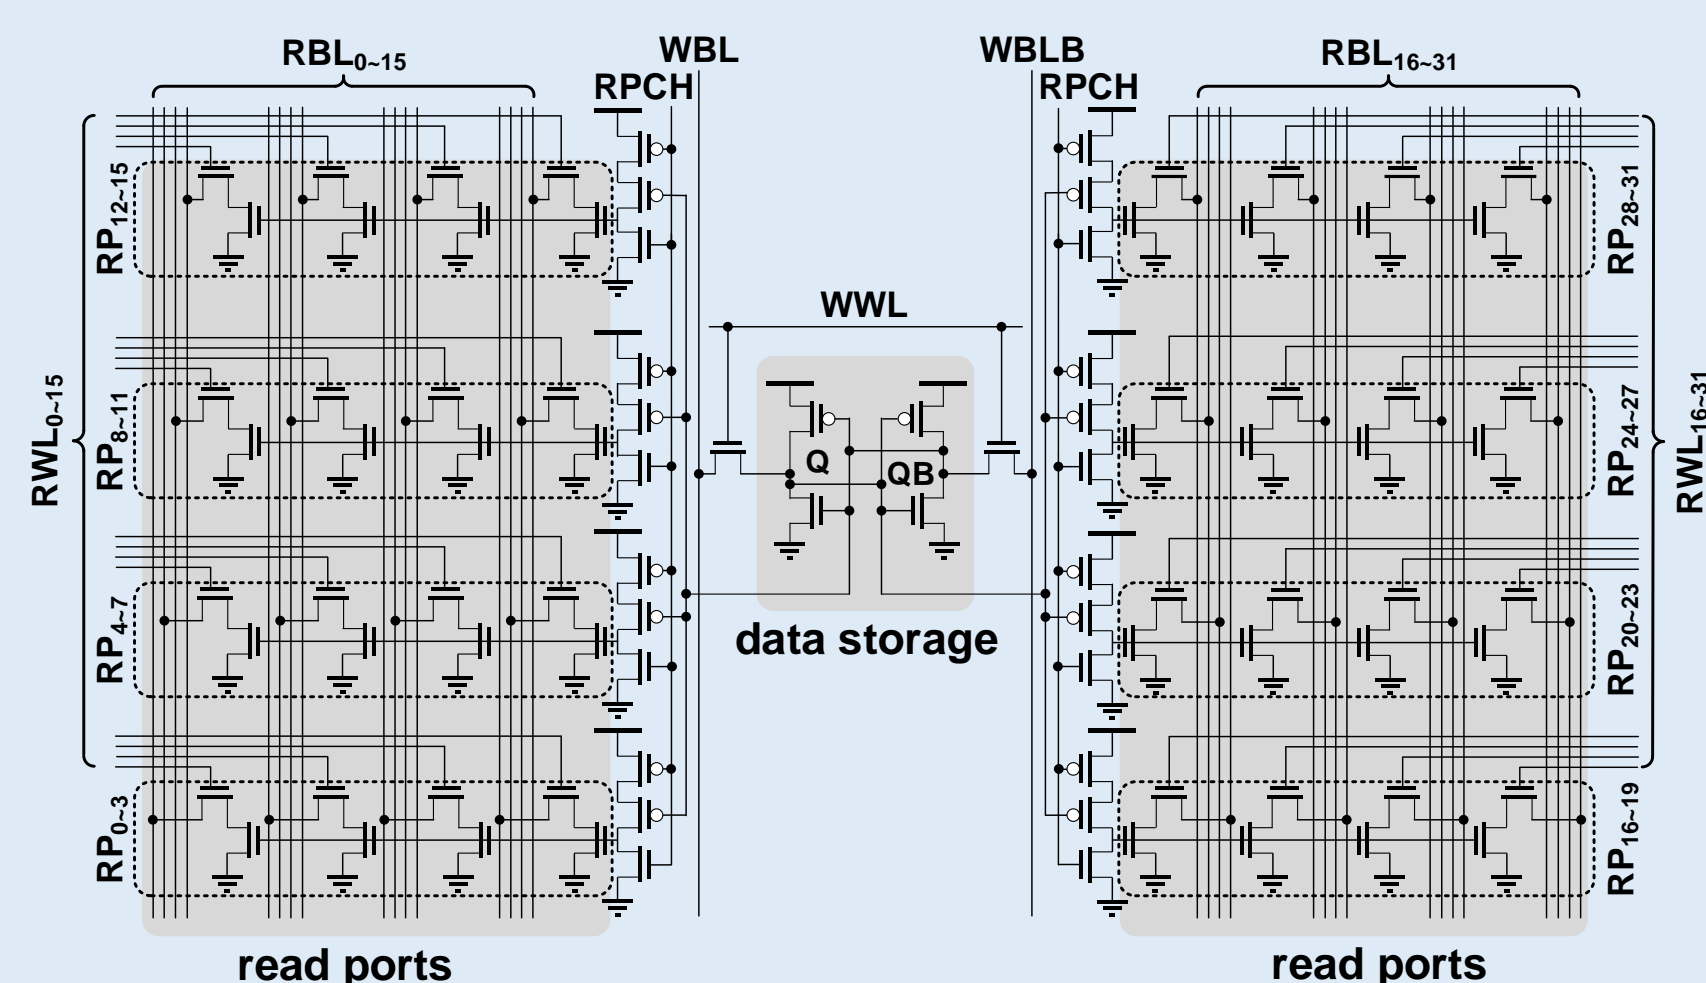 WBL
WBLB
RBL0~15
RBL16~31
RPCH
RPCH
RP12~15
RP28~31
WWL
RWL0~15
RP8~11
Q
QB
RP24~27
RWL16~31
RP4~7
data storage
RP20~23
RP0~3
RP16~19
read ports
read ports